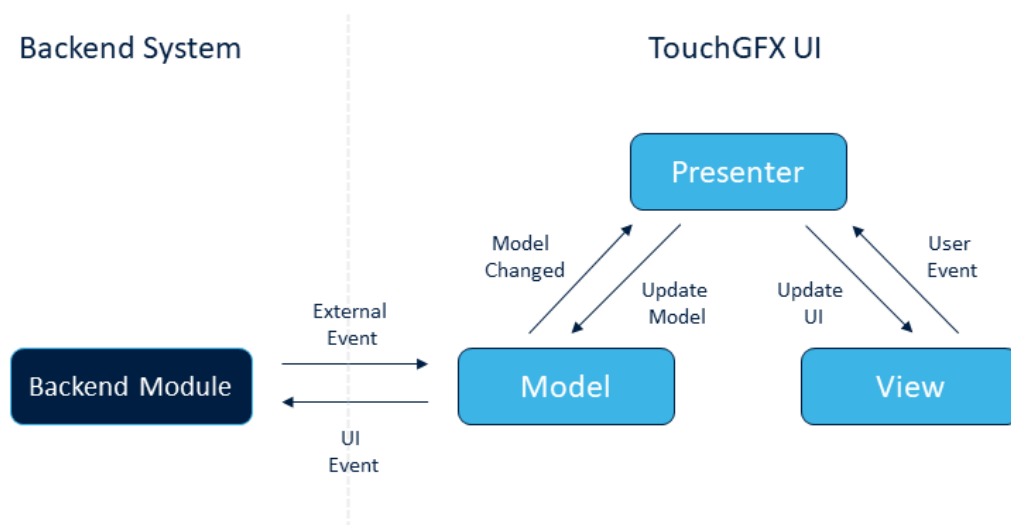 Backend System
TouchGFX UI
Presenter
Model
Changed
User
Event
Update
Model
Update
UI
External
Event
Backend Module
Model
View
UI
Event